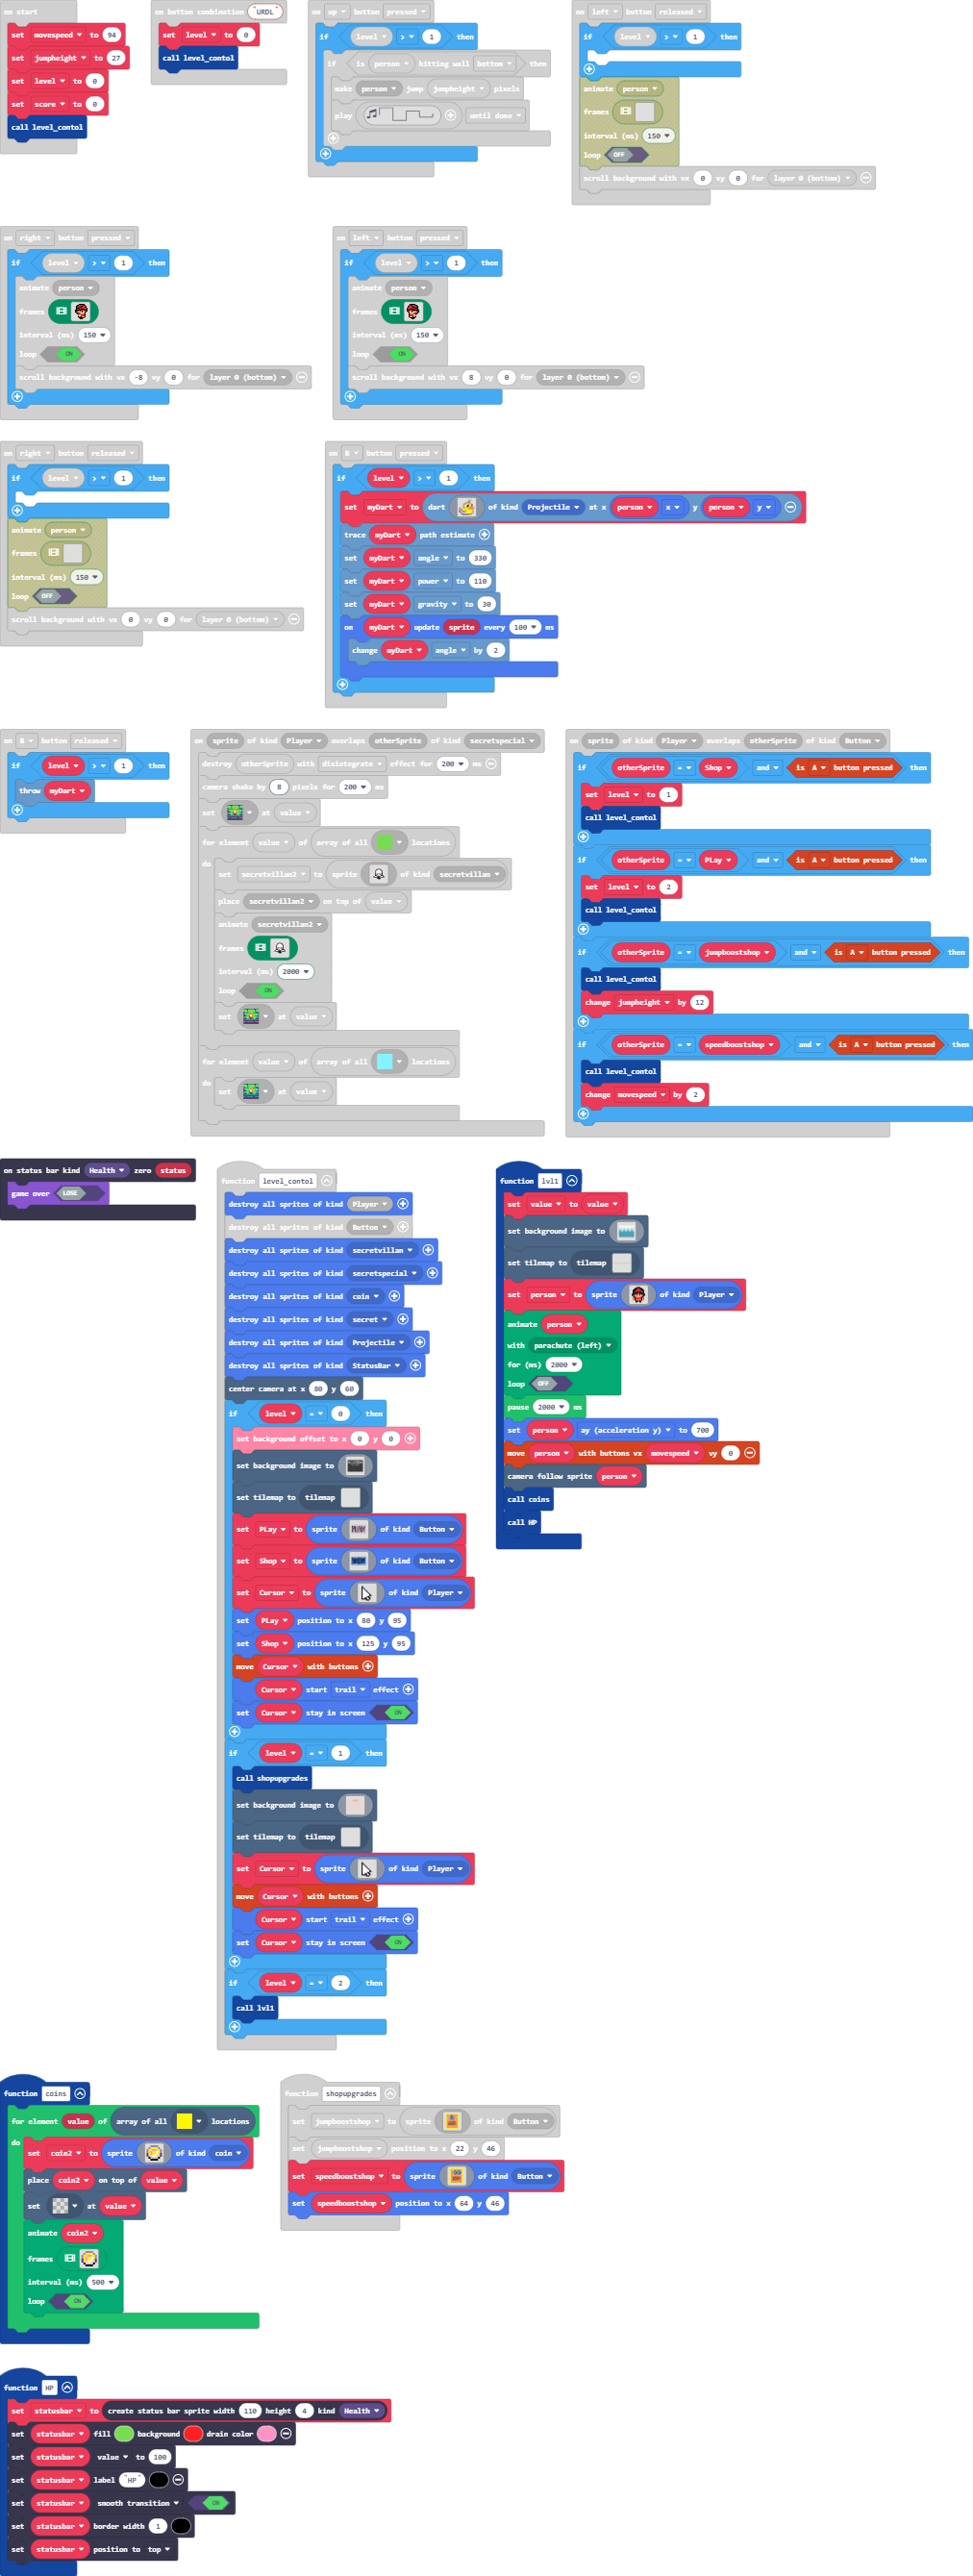 on start
set movespeed to 94
set jumpheight to 27
set level to 0
set score to 0
call level_contol
on button combination "URDL"
set level to 0
call level_contol
on up button pressed
if level > 1 then
if is person hitting wall bottom then
make person jump jumpheight pixels
play until done
on left button released
if level > 1 then
animate person
frames
interval (ms) 150
loop OFF
scroll background with vx 0 vy 0 for layer 0 (bottom)
on right button pressed
if level > 1 then
animate person
frames
interval (ms) 150
loop ON
scroll background with vx -8 vy 0 for layer 0 (bottom)
on left button pressed
if level > 1 then
animate person
frames
interval (ms) 150
loop ON
scroll background with vx 8 vy 0 for layer 0 (bottom)
on right button released
if level > 1 then
animate person
frames
interval (ms) 150
loop OFF
scroll background with vx 0 vy 0 for layer 0 (bottom)
on B button pressed
if level > 1 then
set myDart to dart of kind Projectile at x person x y person y
trace myDart path estimate
set myDart angle to 330
set myDart power to 110
set myDart gravity to 30
on myDart update sprite every 100 ms
change myDart angle by 2
on B button released
if level > 1 then
throw myDart
on sprite of kind Player overlaps otherSprite of kind secretspecial
destroy otherSprite with disintegrate effect for 200 ms
camera shake by 8 pixels for 200 ms
set at value
for element value of array of all locations
do
set secretvillan2 to sprite of kind secretvillan
place secretvillan2 on top of value
animate secretvillan2
frames
interval (ms) 2000
loop ON
set at value
for element value of array of all locations
do
set at value
on sprite of kind Player overlaps otherSprite of kind Button
if otherSprite = Shop and is A button pressed then
set level to 1
call level_contol
if otherSprite = PLay and is A button pressed then
set level to 2
call level_contol
if otherSprite = jumpboostshop and is A button pressed then
call level_contol
change jumpheight by 12
if otherSprite = speedboostshop and is A button pressed then
call level_contol
change movespeed by 2
on status bar kind Health zero status
game over LOSE
function level_contol
destroy all sprites of kind Player
destroy all sprites of kind Button
destroy all sprites of kind secretvillan
destroy all sprites of kind secretspecial
destroy all sprites of kind coin
destroy all sprites of kind secret
destroy all sprites of kind Projectile
destroy all sprites of kind StatusBar
center camera at x 80 y 60
if level = 0 then
set background offset to x 0 y 0
set background image to
set tilemap to tilemap
set PLay to sprite of kind Button
set Shop to sprite of kind Button
set Cursor to sprite of kind Player
set PLay position to x 80 y 95
set Shop position to x 125 y 95
move Cursor with buttons
Cursor start trail effect
set Cursor stay in screen ON
if level = 1 then
call shopupgrades
set background image to
set tilemap to tilemap
set Cursor to sprite of kind Player
move Cursor with buttons
Cursor start trail effect
set Cursor stay in screen ON
if level = 2 then
call lvl1
function lvl1
set value to value
set background image to
set tilemap to tilemap
set person to sprite of kind Player
animate person
with parachute (left)
for (ms) 2000
loop OFF
pause 2000 ms
set person ay (acceleration y) to 700
move person with buttons vx movespeed vy 0
camera follow sprite person
call coins
call HP
function coins
for element value of array of all locations
do
set coin2 to sprite of kind coin
place coin2 on top of value
set at value
animate coin2
frames
interval (ms) 500
loop ON
function shopupgrades
set jumpboostshop to sprite of kind Button
set jumpboostshop position to x 22 y 46
set speedboostshop to sprite of kind Button
set speedboostshop position to x 64 y 46
function HP
set statusbar to create status bar sprite width 110 height 4 kind Health
set statusbar fill background drain color
set statusbar value to 100
set statusbar label "HP"
set statusbar smooth transition ON
set statusbar border width 1
set statusbar position to top